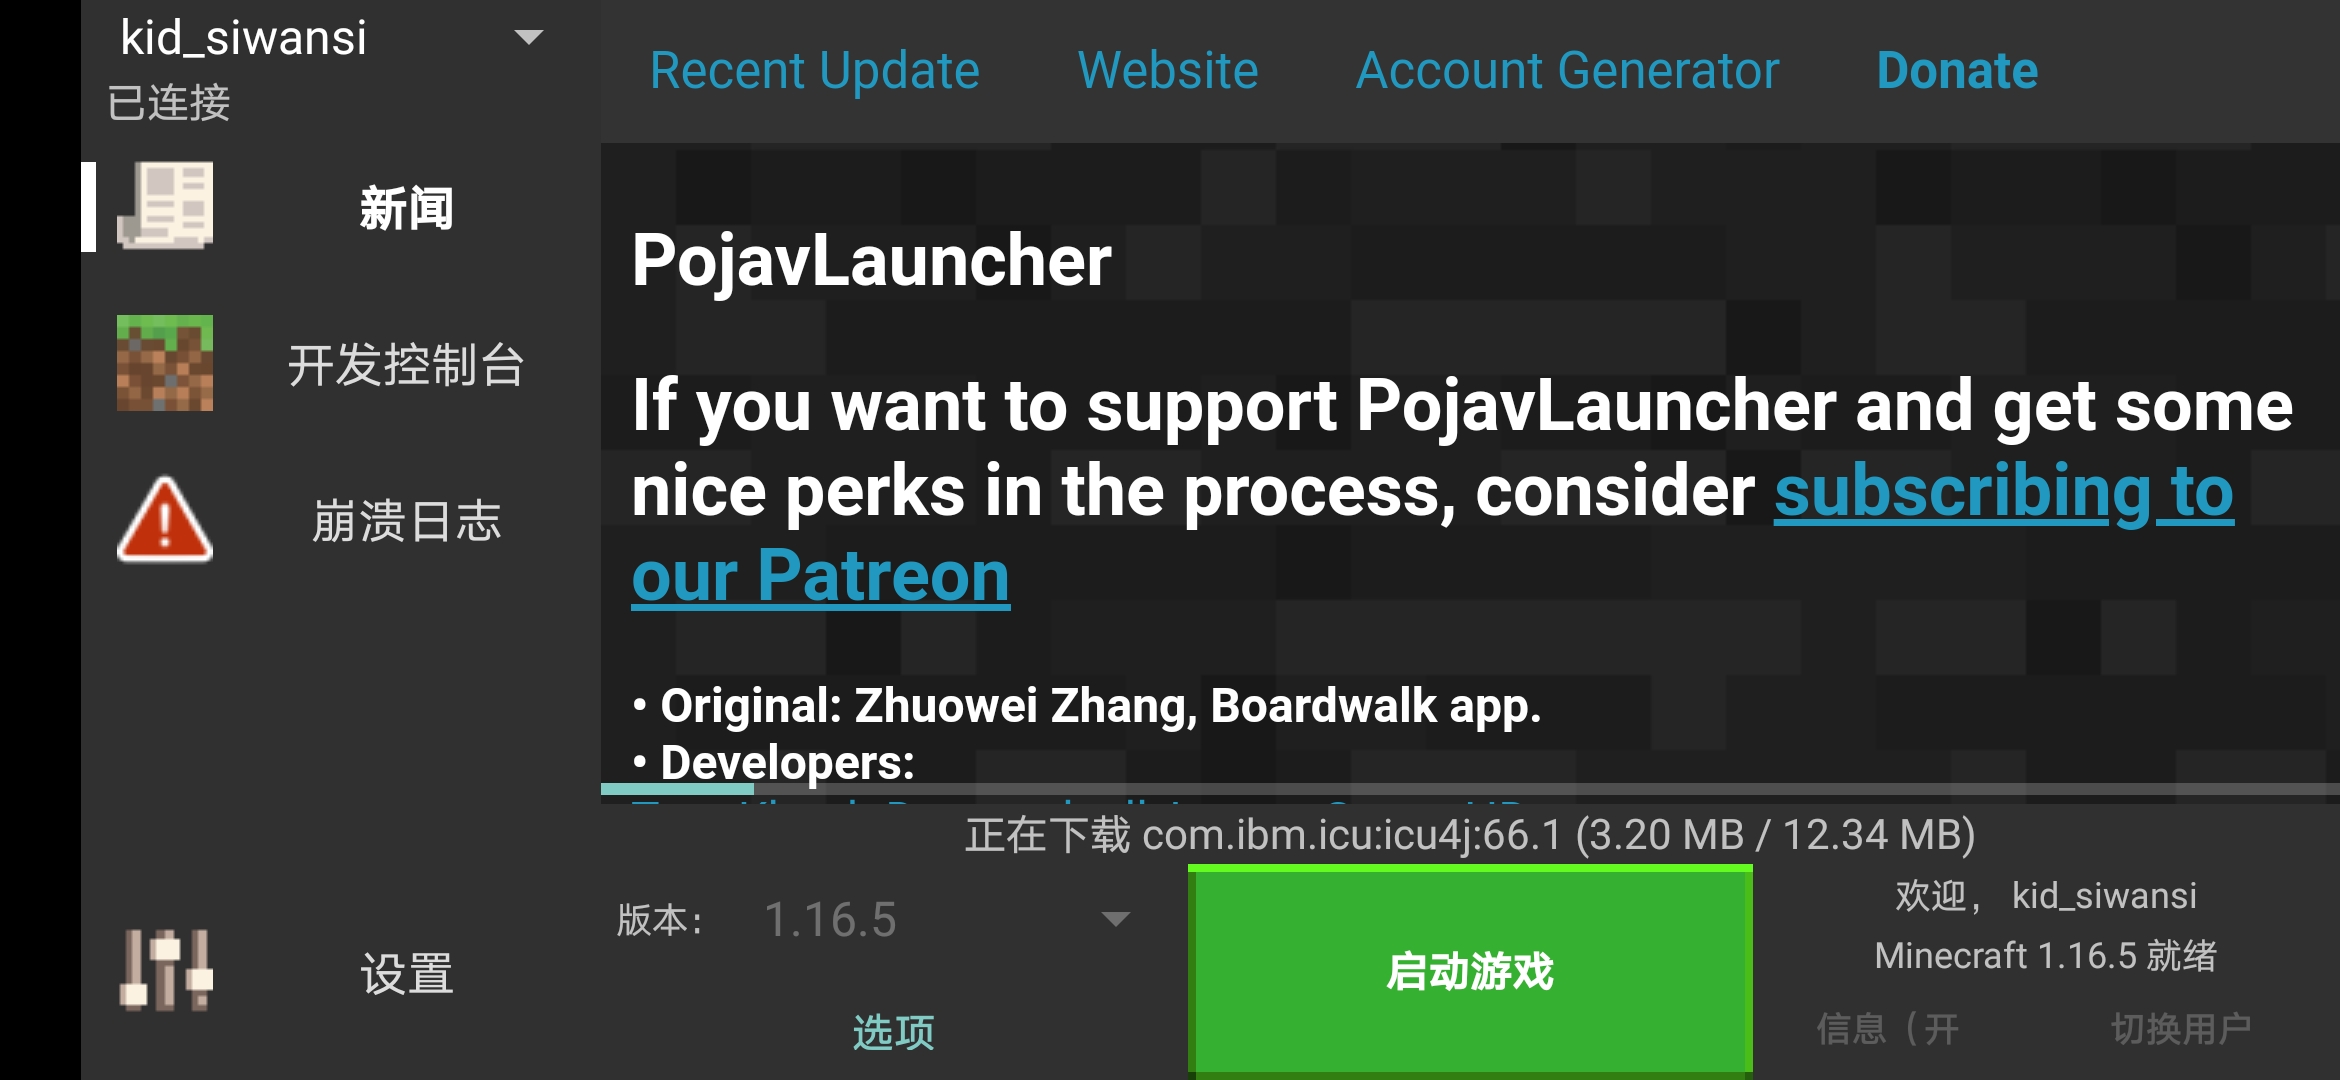 kid_siwansi
已连接
新闻
开发控制台
崩溃日志
设置
Recent Update
Website
Account Generator
Donate
PojavLauncher
If you want to support PojavLauncher and get some
nice perks in the process, consider subscribing to
our Patreon
• Original: Zhuowei Zhang, Boardwalk app.
• Developers:
正在下载 com.ibm.icu:icu4j:66.1 (3.20 MB / 12.34 MB)
版本: 1.16.5
选项
启动游戏
欢迎， kid_siwansi
Minecraft 1.16.5 就绪
信息（开
切换用户